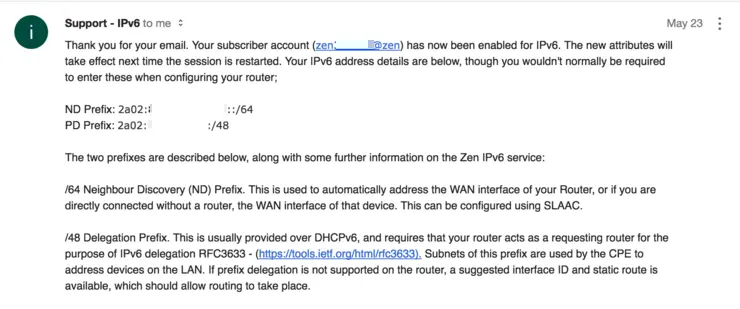 i
Support - IPv6 to me
May 23
Thank you for your email. Your subscriber account (zen @zen) has now been enabled for IPv6. The new attributes will
take effect next time the session is restarted. Your IPv6 address details are below, though you wouldn't normally be required
to enter these when configuring your router;
ND Prefix: 2a02: ::/64
PD Prefix: 2a02: :/48
The two prefixes are described below, along with some further information on the Zen IPv6 service:
/64 Neighbour Discovery (ND) Prefix. This is used to automatically address the WAN interface of your Router, or if you are
directly connected without a router, the WAN interface of that device. This can be configured using SLAAC.
/48 Delegation Prefix. This is usually provided over DHCPv6, and requires that your router acts as a requesting router for the
purpose of IPv6 delegation RFC3633 - (https://tools.ietf.org/html/rfc3633). Subnets of this prefix are used by the CPE to
address devices on the LAN. If prefix delegation is not supported on the router, a suggested interface ID and static route is
available, which should allow routing to take place.